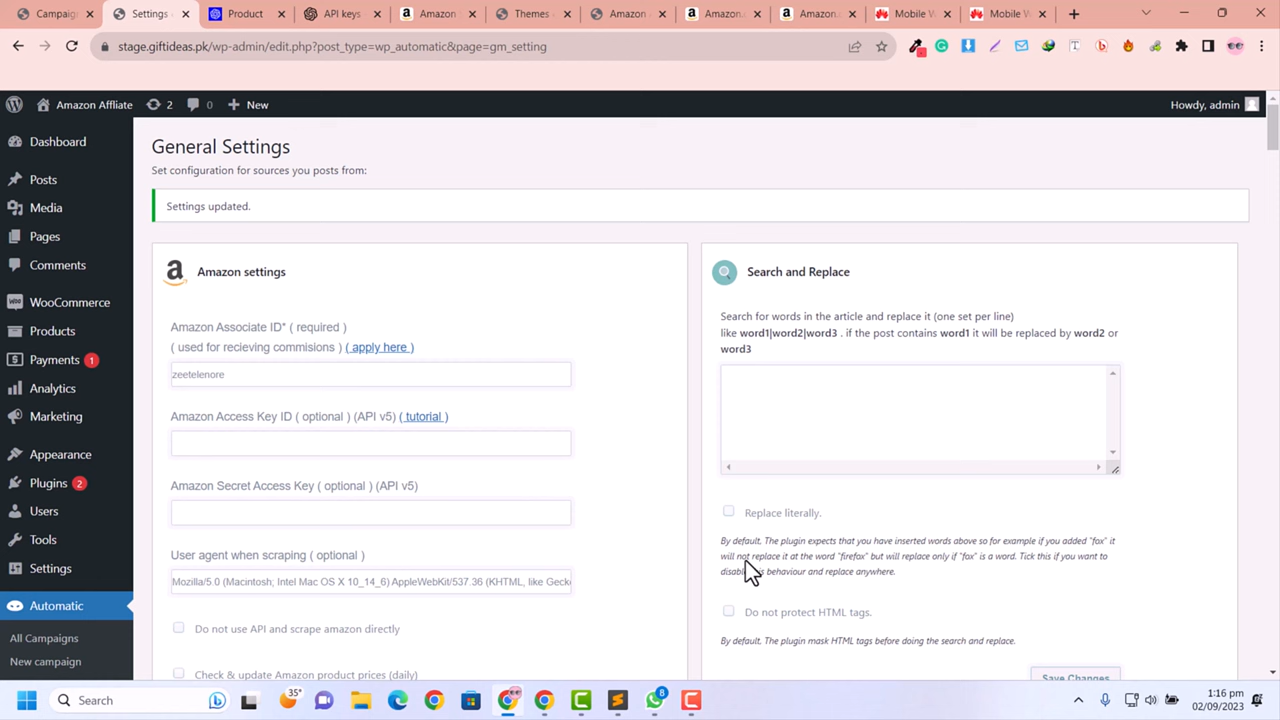 Campaig
Settings
Product
API keys
Amazon
Themes
Amazon
Amazon
Amazon
Mobile W
Mobile W
stage.giftideas.pk/wp-admin/edit.php?post_type=wp_automatic&page=gm_setting
Amazon Affliate 2 0 New Howdy, admin
Dashboard
Posts
Media
Pages
Comments
WooCommerce
Products
Payments 1
Analytics
Marketing
Appearance
Plugins 2
Users
Tools
Settings
Automatic
All Campaigns
New campaign
General Settings
Set configuration for sources you posts from:
Settings updated.
Amazon settings
Amazon Associate ID* ( required )
( used for recieving commisions ) ( apply here )
zeetelenore
Amazon Access Key ID ( optional ) (API v5) ( tutorial )
Amazon Secret Access Key ( optional ) (API v5)
User agent when scraping ( optional )
Mozilla/5.0 (Macintosh; Intel Mac OS X 10_14_6) AppleWebKit/537.36 (KHTML, like Gecko
Do not use API and scrape amazon directly
Check & update Amazon product prices (daily)
Search and Replace
Search for words in the article and replace it (one set per line)
like word1|word2|word3 . if the post contains word1 it will be replaced by word2 or
word3
Replace literally.
By default, The plugin expects that you have inserted words above so for example if you added "fox" it
will not replace it at the word "firefox" but will replace only if "fox" is a word. Tick this if you want to
behaviour and replace anywhere.
Do not protect HTML tags.
By default, The plugin mask HTML tags before doing the search and replace.
Save Changes
Search
35°
8
1:16 pm
02/09/2023